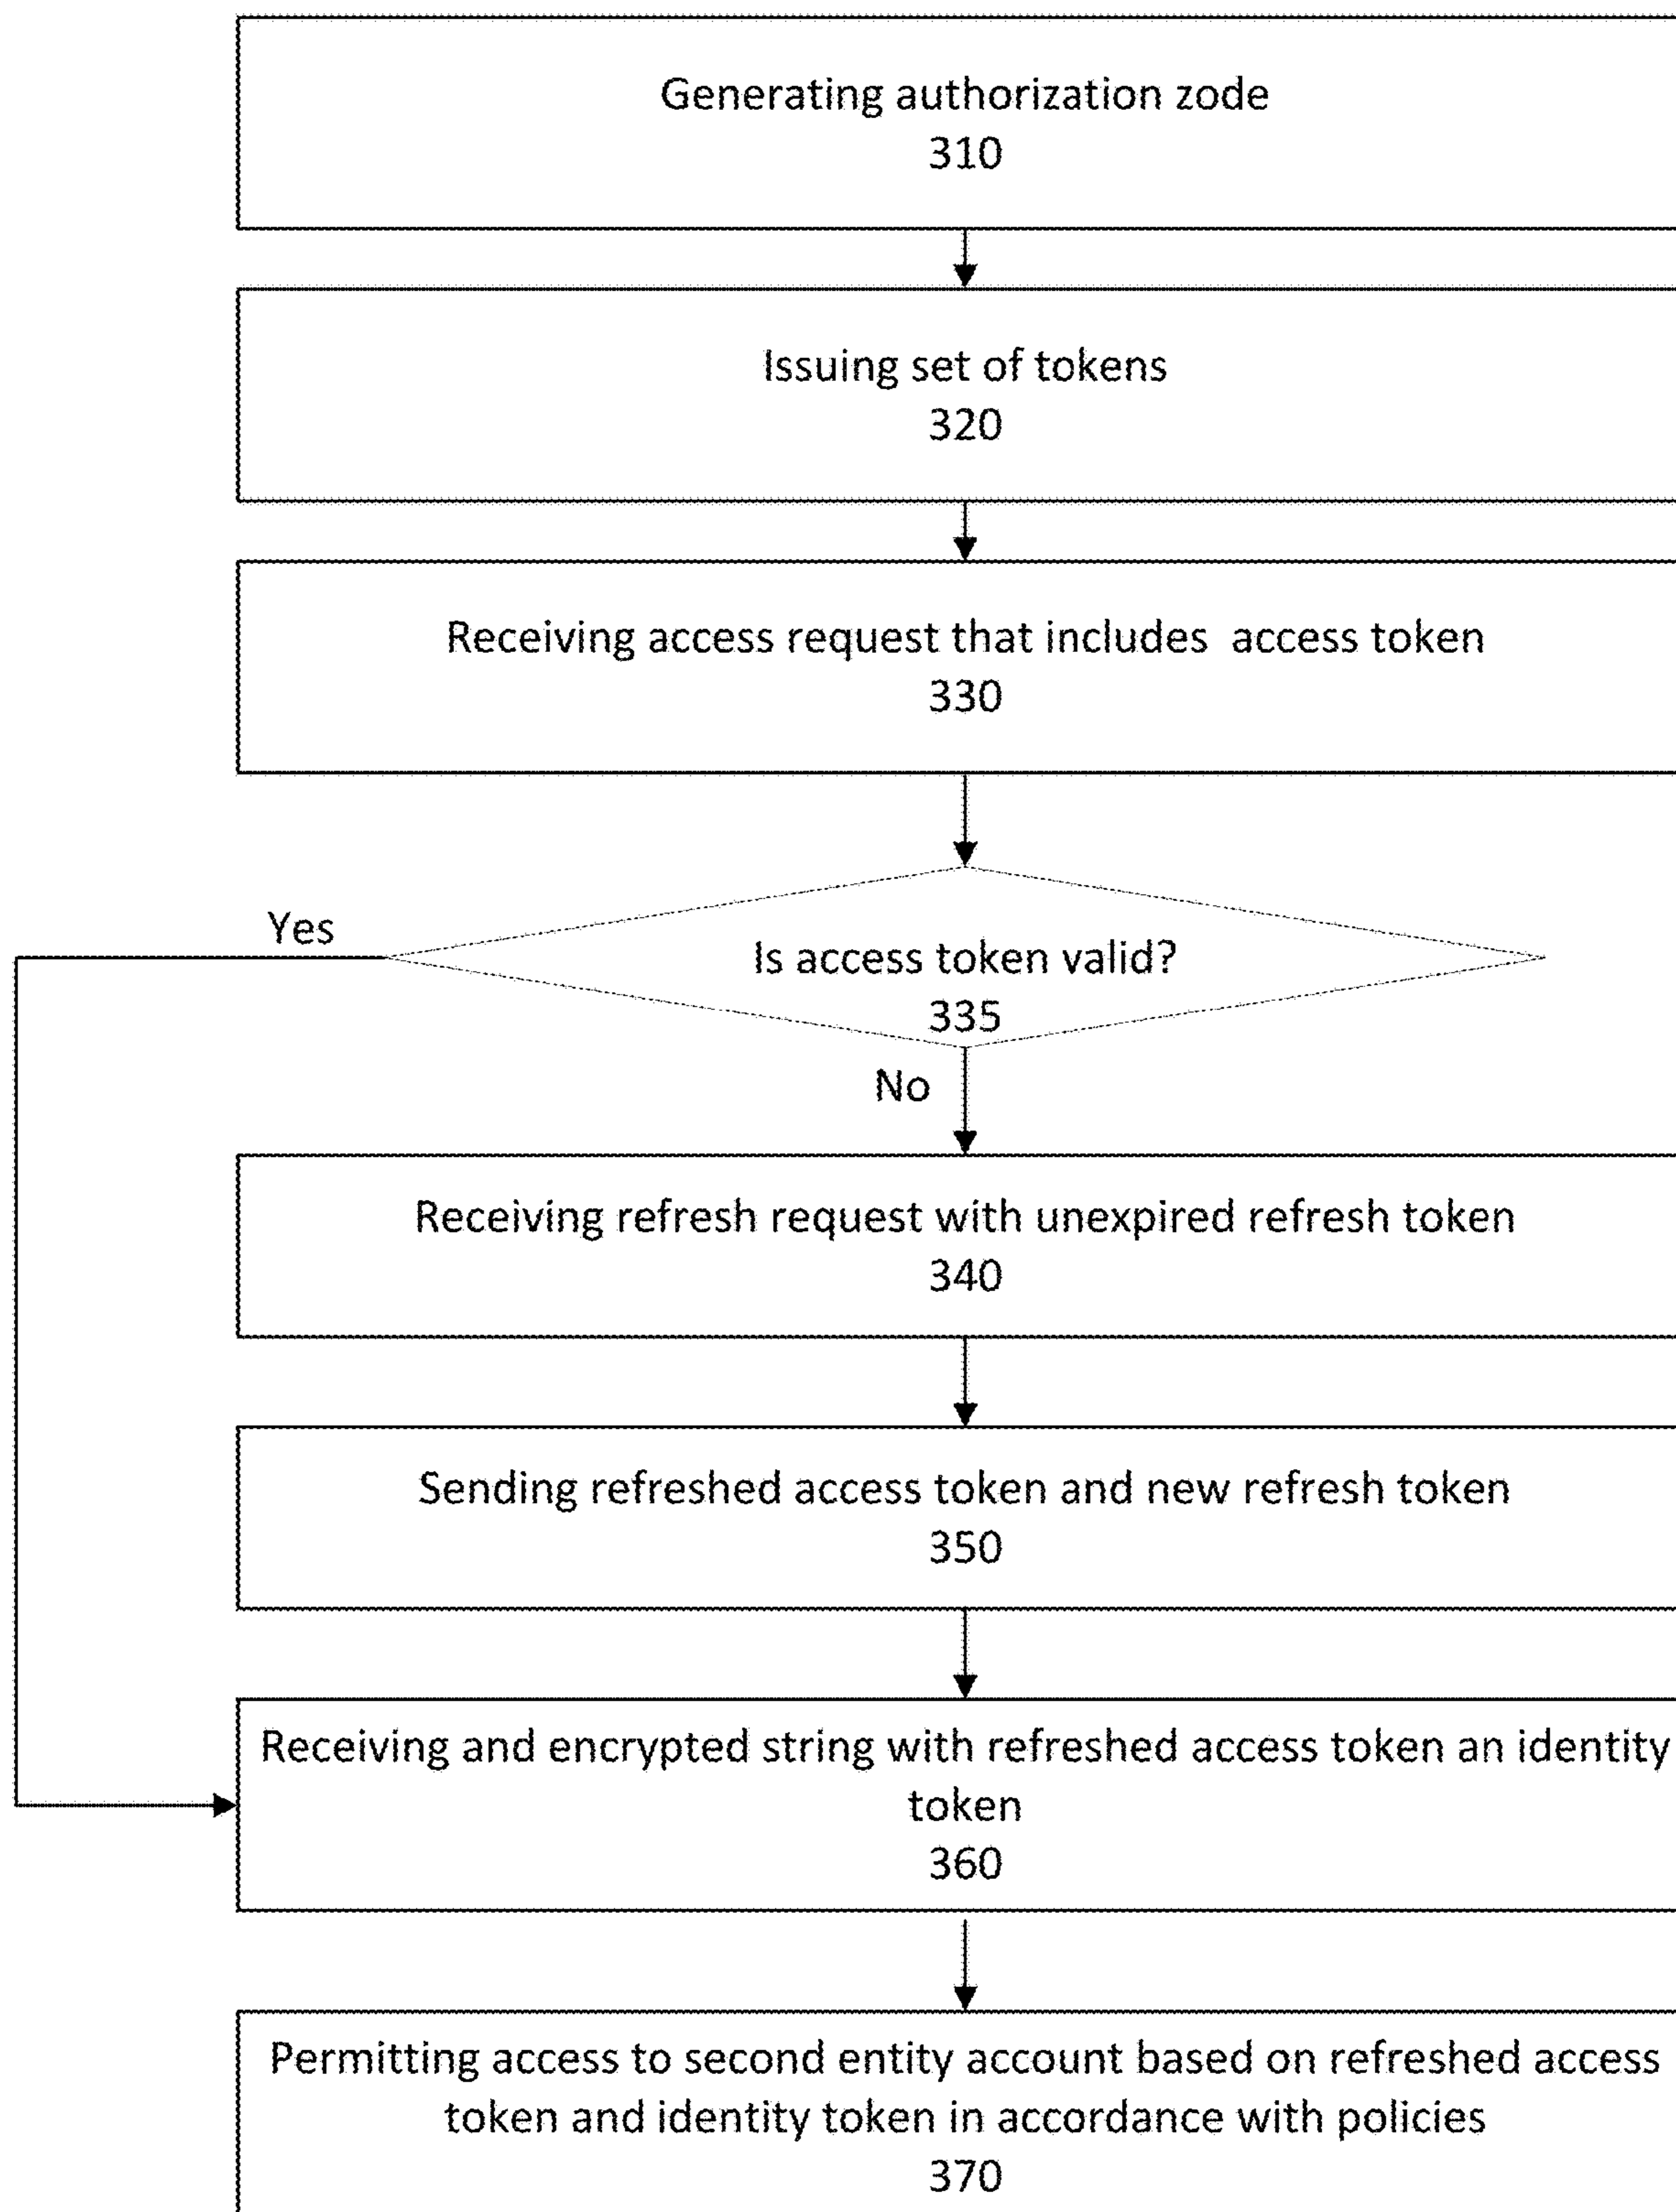 Generating authorization zode
310
Issuing set of tokens
320
Receiving access request that includes  access token
330
Yes
Is access token valid?
335
No
Receiving refresh request with unexpired refresh token
340
Sending refreshed access token and new refresh token
350
Receiving and encrypted string with refreshed access token an identity
token
360
Permitting access to second entity account based on refreshed access
token and identity token in accordance with policies
370